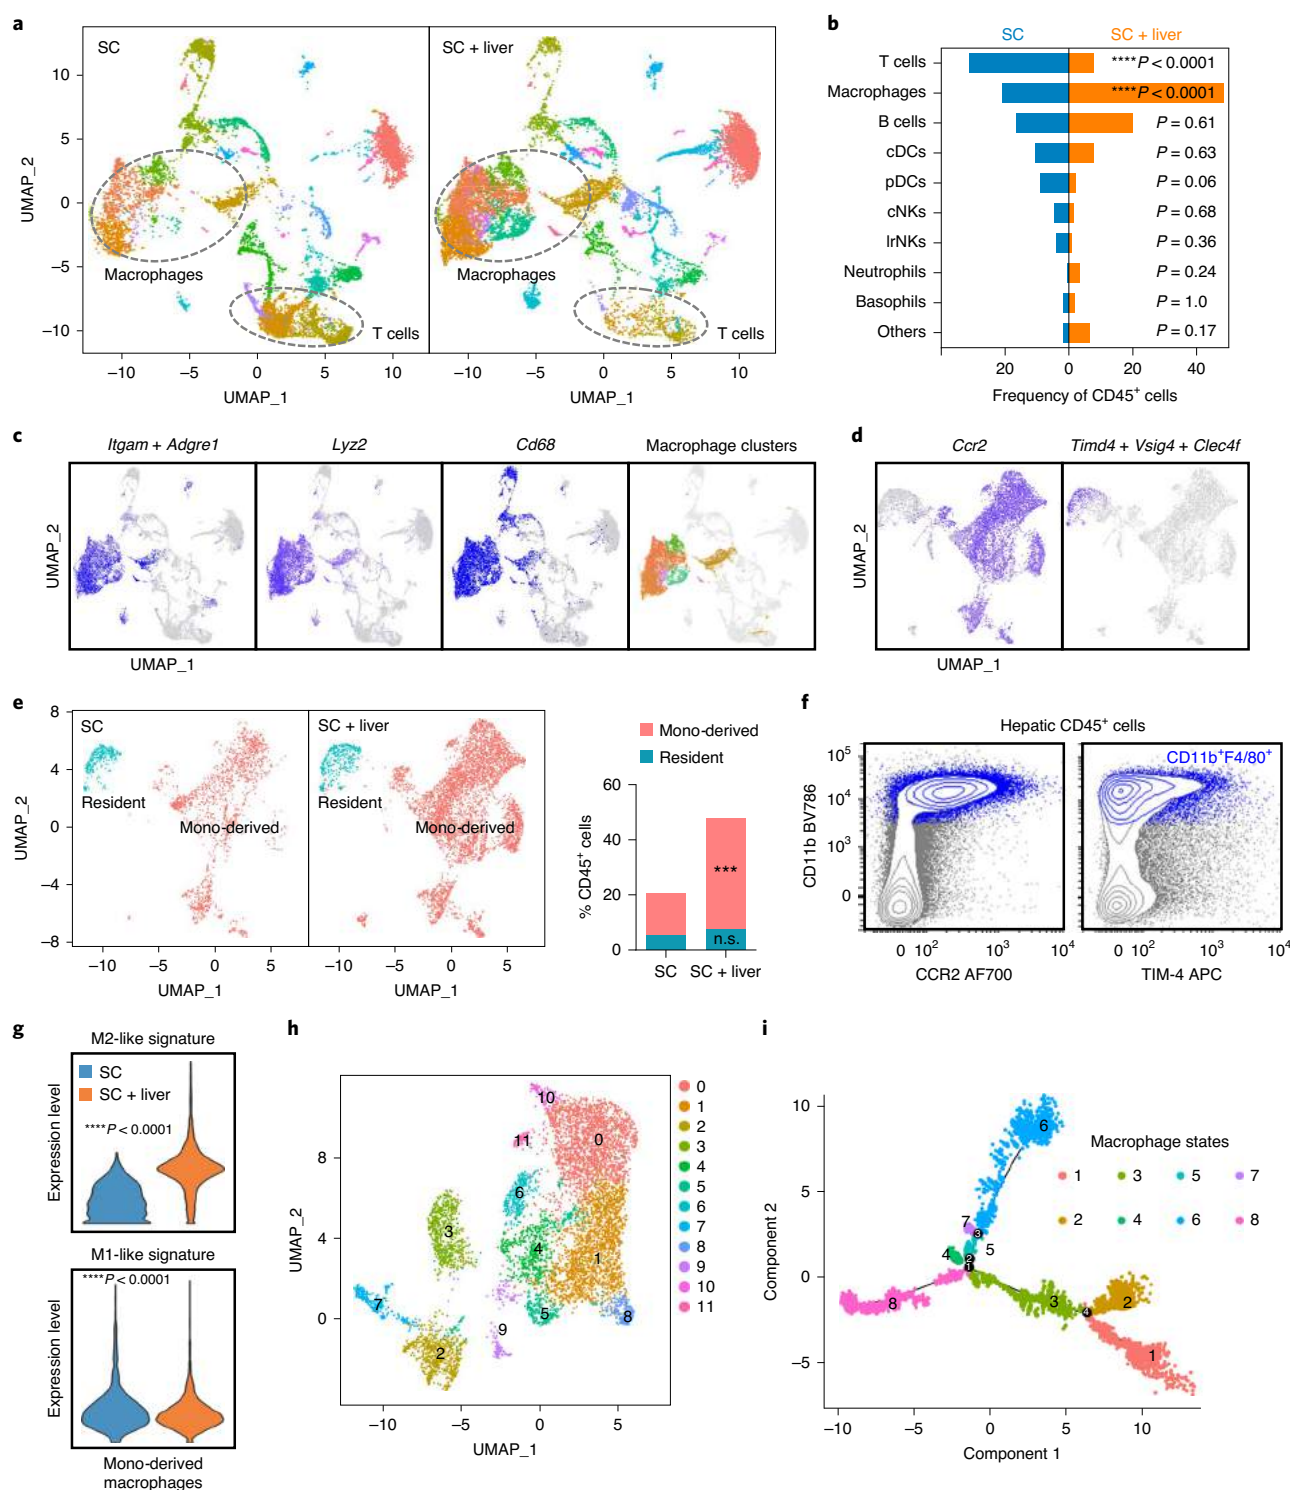 a
SC
SC + liver
UMAP_2
10
5
0
−5
−10
Macrophages
Macrophages
T cells
T cells
−10 −5 0 5 10
−10 −5 0 5 10
UMAP_1
UMAP_1
b
SC
SC + liver
T cells
****P < 0.0001
Macrophages
****P < 0.0001
B cells
P = 0.61
cDCs
P = 0.63
pDCs
P = 0.06
cNKs
P = 0.68
lrNKs
P = 0.36
Neutrophils
P = 0.24
Basophils
P = 1.0
Others
P = 0.17
20 0 20 40
Frequency of CD45+ cells
c
Itgam + Adgre1
Lyz2
Cd68
Macrophage clusters
UMAP_2
UMAP_1
d
Ccr2
Timd4 + Vsig4 + Clec4f
UMAP_2
UMAP_1
e
SC
SC + liver
UMAP_2
8
4
0
−4
−8
Resident
Resident
Mono-derived
Mono-derived
−10 −5 0 5
−10 −5 0 5
UMAP_1
UMAP_1
Mono-derived
Resident
% CD45+ cells
60
40
20
0
***
n.s.
SC
SC + liver
f
Hepatic CD45+ cells
CD11b+F4/80+
CD11b BV786
10^5
10^4
10^3
0
0 10^2 10^3 10^4
0 10^2 10^3 10^4
CCR2 AF700
TIM-4 APC
g
M2-like signature
SC
SC + liver
****P < 0.0001
Expression level
M1-like signature
****P < 0.0001
Expression level
Mono-derived
macrophages
h
UMAP_2
8
4
0
10
11
0
6
3
4
1
7
5
8
9
2
0
1
2
3
4
5
6
7
8
9
10
11
−10 −5 0 5
UMAP_1
i
Component 2
10
5
0
−5
6
7
3
5
2
4
1
8
3
4
2
1
Macrophage states
1 3 5 7
2 4 6 8
−10 −5 0 5 10
Component 1